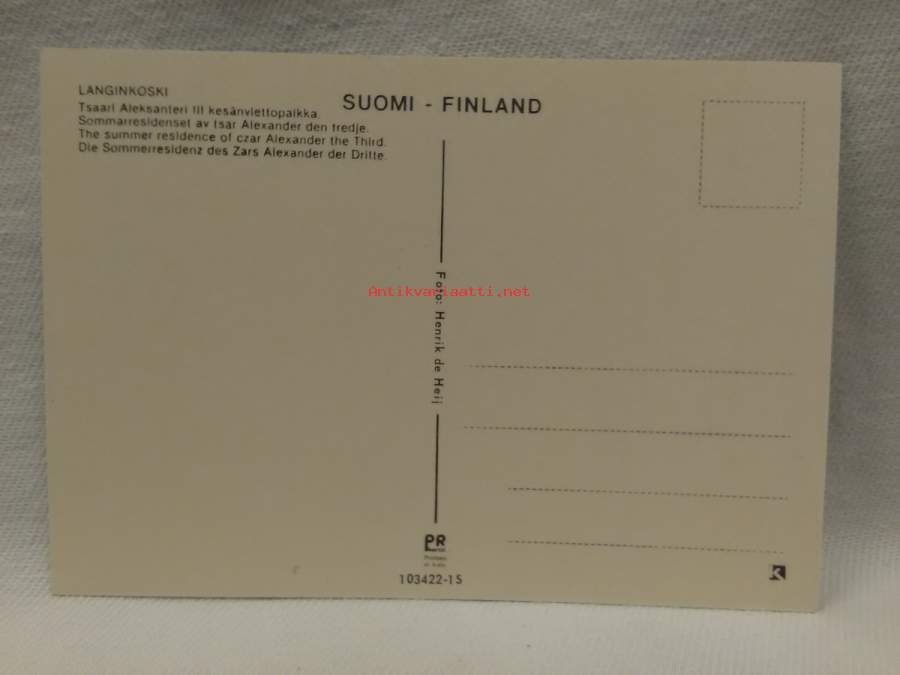 LANGINKOSKI
Tsaari Aleksanteri III kesänviettopaikka.
Sommarresidenset av tsar Alexander den tredje.
The summer residence of czar Alexander the Third.
Die Sommerresidenz des Zars Alexander der Dritte.
SUOMI - FINLAND
Foto: Henrik de Heij
Antikvariaatti.net
PR
103422-1S
K